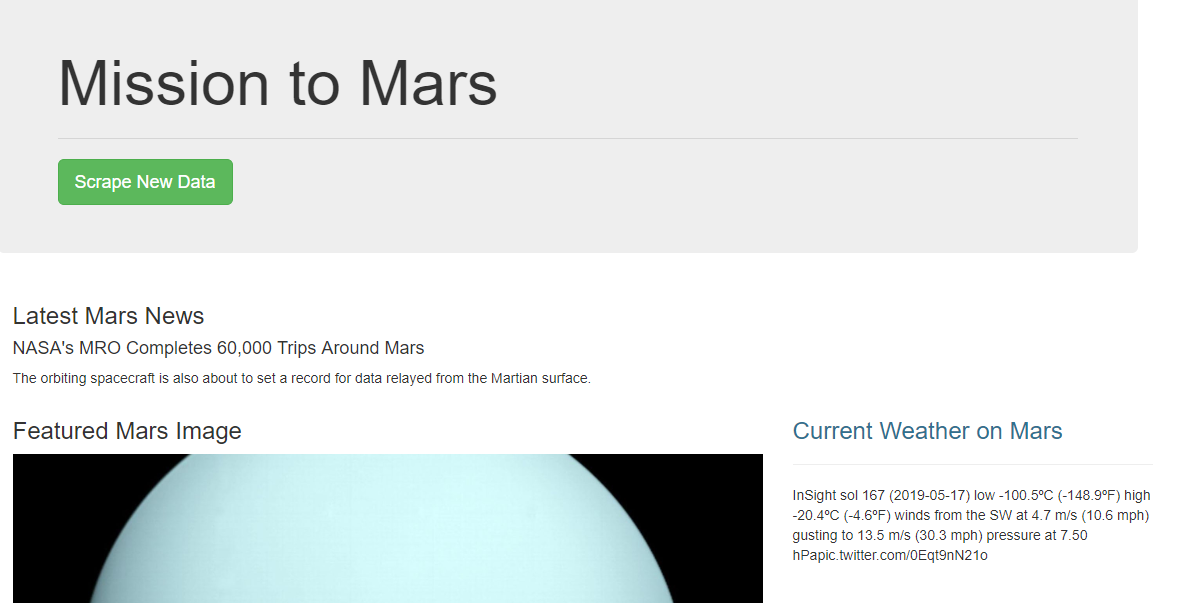 Mission to Mars
Scrape New Data
Latest Mars News
NASA's MRO Completes 60,000 Trips Around Mars
The orbiting spacecraft is also about to set a record for data relayed from the Martian surface.
Featured Mars Image
Current Weather on Mars
InSight sol 167 (2019-05-17) low -100.5ºC (-148.9ºF) high
-20.4ºC (-4.6ºF) winds from the SW at 4.7 m/s (10.6 mph)
gusting to 13.5 m/s (30.3 mph) pressure at 7.50
hPapic.twitter.com/0Eqt9nN21o